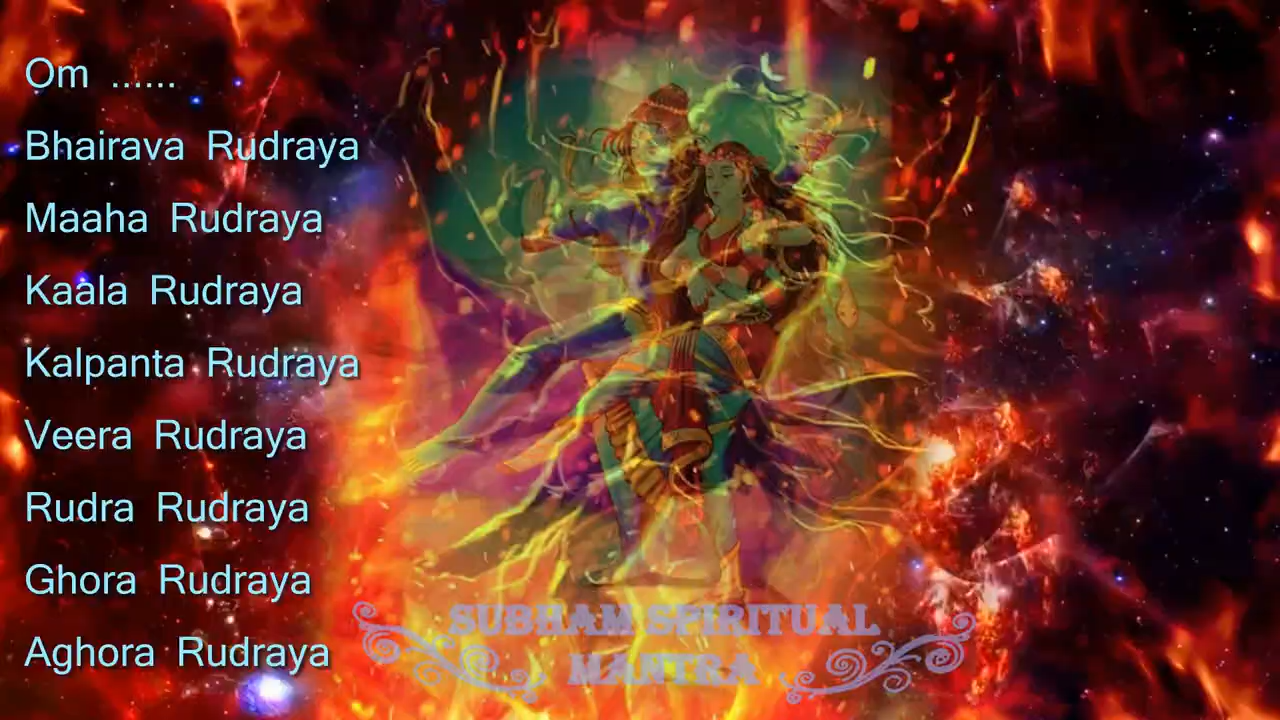 Om ......
Bhairava Rudraya
Maaha Rudraya
Kaala Rudraya
Kalpanta Rudraya
Veera Rudraya
Rudra Rudraya
Ghora Rudraya
Aghora Rudraya
SUBHAM SPIRITUAL
MANTRA